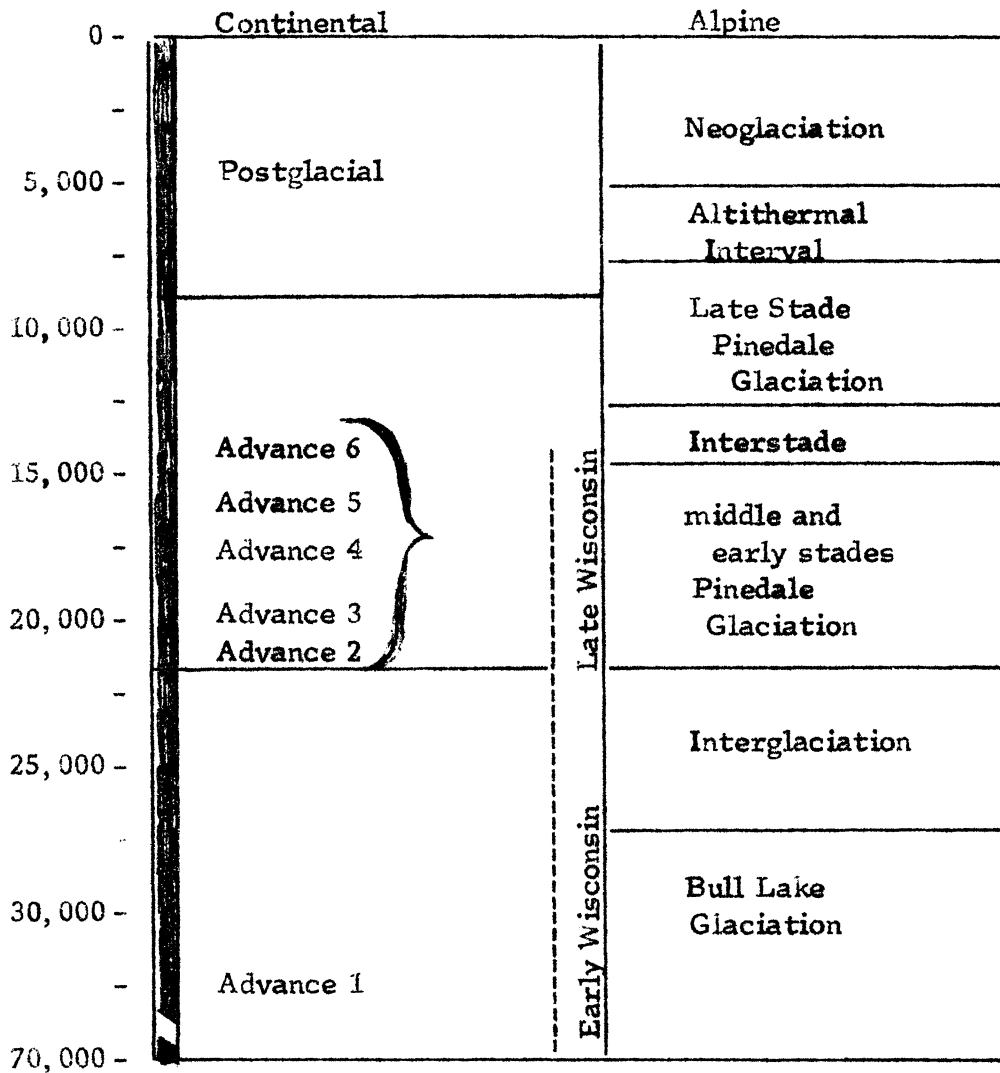 Continental
Alpine
0 -
-
5,000 -
-
10,000 -
-
15,000 -
-
20,000 -
-
25,000 -
30,000 -
-
70,000 -
Postglacial
Advance 6
Advance 5
Advance 4
Advance 3
Advance 2
Advance 1
Late Wisconsin
Early Wisconsin
Neoglaciation
Altithermal
Interval
Late Stade
Pinedale
Glaciation
Interstade
middle and
early stades
Pinedale
Glaciation
Interglaciation
Bull Lake
Glaciation